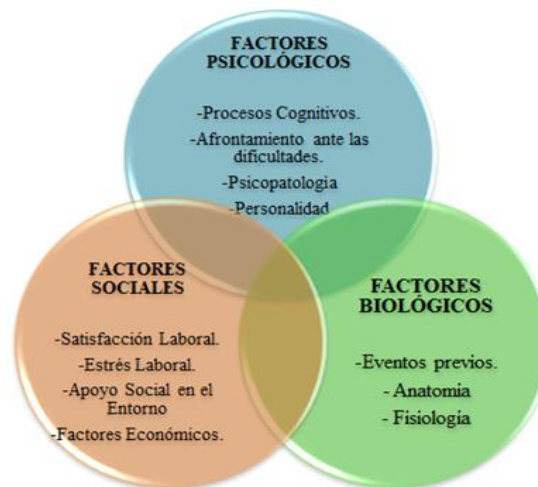 FACTORES
PSICOLÓGICOS
-Procesos Cognitivos.
-Afrontamiento ante las
dificultades.
-Psicopatología
-Personalidad
FACTORES
SOCIALES
-Satisfacción Laboral.
-Estrés Laboral.
-Apoyo Social en el
Entorno
-Factores Económicos.
FACTORES
BIOLÓGICOS
-Eventos previos.
- Anatomia
- Fisiología